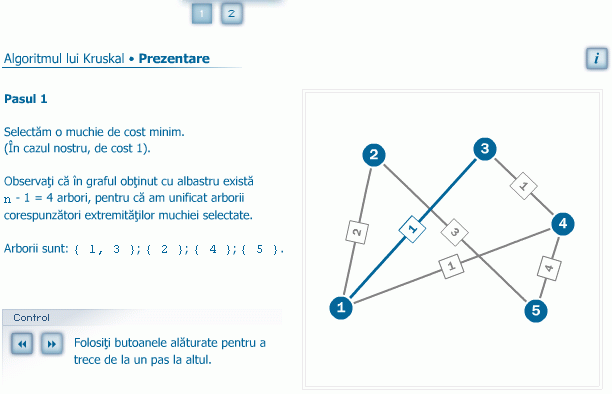 1 2
Algoritmul lui Kruskal • Prezentare
i
Pasul 1
Selectăm o muchie de cost minim.
(În cazul nostru, de cost 1).
Observați că în graful obținut cu albastru există
n - 1 = 4 arbori, pentru că am unificat arborii
corespunzători extremităților muchiei selectate.
Arborii sunt: { 1, 3 }; { 2 }; { 4 }; { 5 }.
Control
Folosiți butoanele alăturate pentru a
trece de la un pas la altul.
2
3
1
2
1
3
4
1
4
1
5